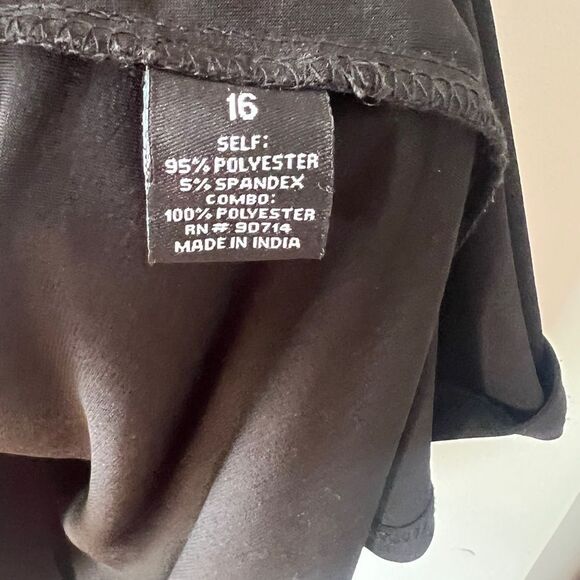 16
SELF:
95% POLYESTER
5% SPANDEX
COMBO:
100% POLYESTER
RN# 90714
MADE IN INDIA